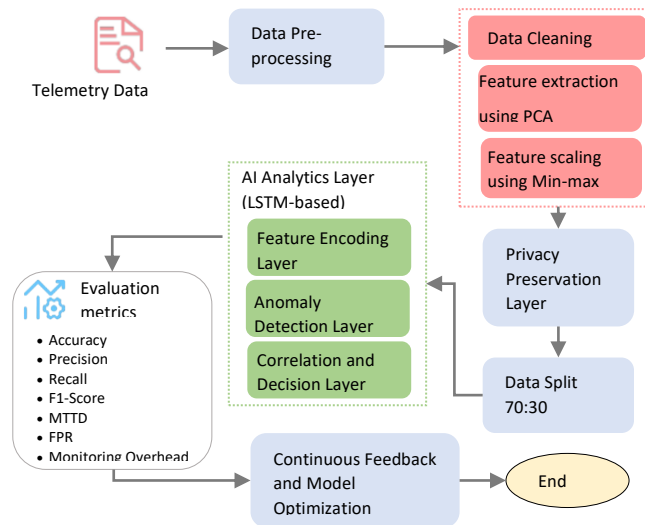 Telemetry Data
Data Pre-
processing
Data Cleaning
Feature extraction
using PCA
Feature scaling
using Min-max
Privacy
Preservation
Layer
Data Split
70:30
AI Analytics Layer
(LSTM-based)
Feature Encoding
Layer
Anomaly
Detection Layer
Correlation and
Decision Layer
Evaluation
metrics
• Accuracy
• Precision
• Recall
• F1-Score
• MTTD
• FPR
• Monitoring Overhead
Continuous Feedback
and Model
Optimization
End